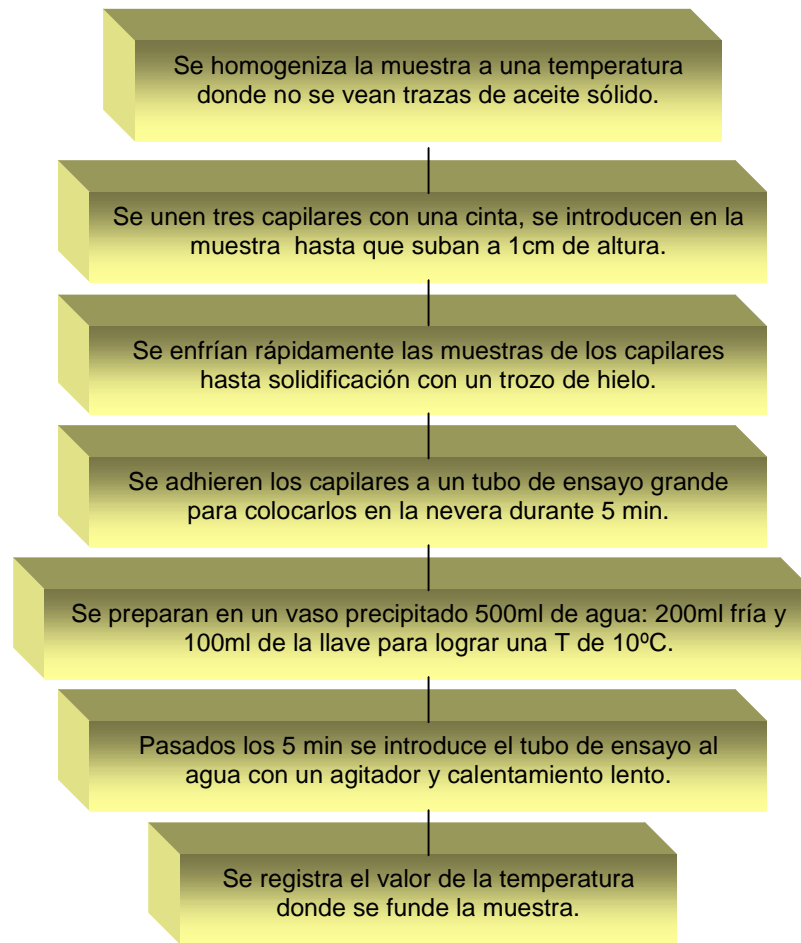 Se homogeniza la muestra a una temperatura
donde no se vean trazas de aceite sólido.
Se unen tres capilares con una cinta, se introducen en la
muestra hasta que suban a 1cm de altura.
Se enfrían rápidamente las muestras de los capilares
hasta solidificación con un trozo de hielo.
Se adhieren los capilares a un tubo de ensayo grande
para colocarlos en la nevera durante 5 min.
Se preparan en un vaso precipitado 500ml de agua: 200ml fría y
100ml de la llave para lograr una T de 10ºC.
Pasados los 5 min se introduce el tubo de ensayo al
agua con un agitador y calentamiento lento.
Se registra el valor de la temperatura
donde se funde la muestra.